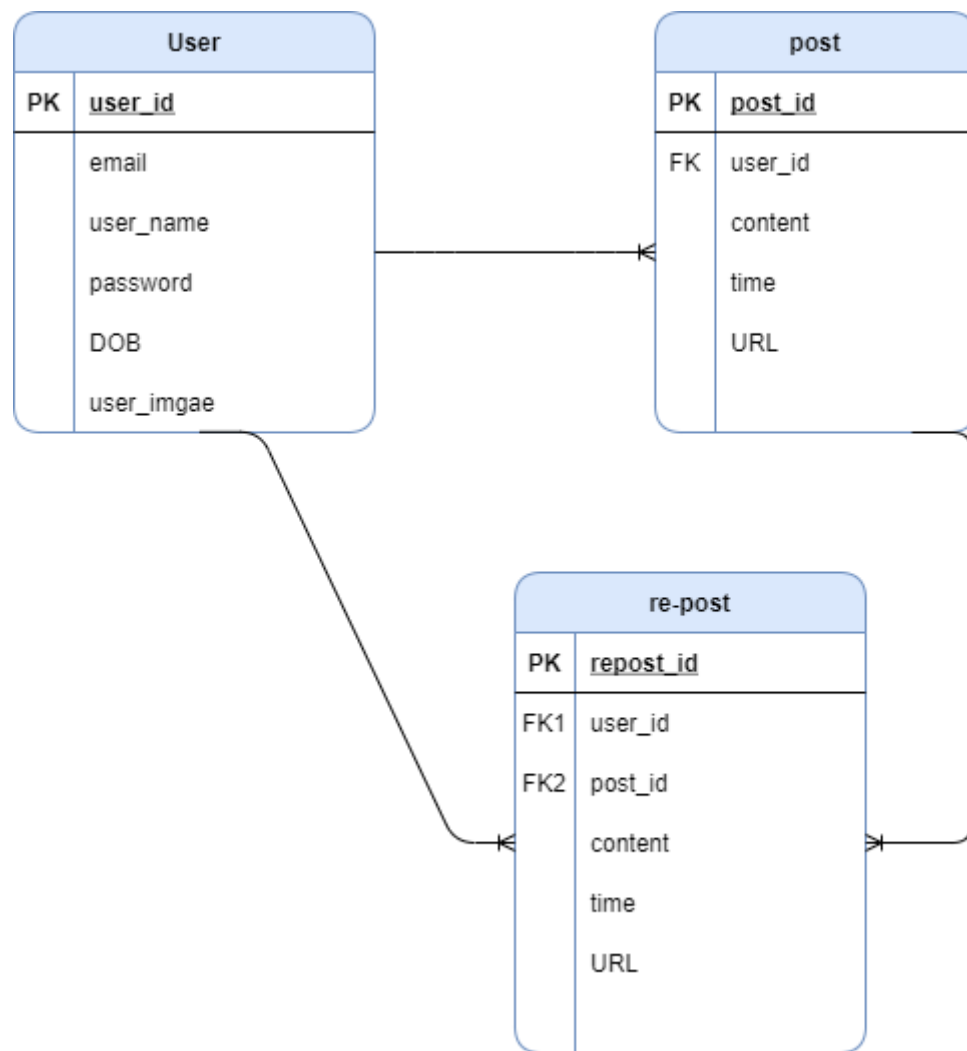 User
PK user_id
email
user_name
password
DOB
user_imgae
post
PK post_id
FK user_id
content
time
URL
re-post
PK repost_id
FK1 user_id
FK2 post_id
content
time
URL